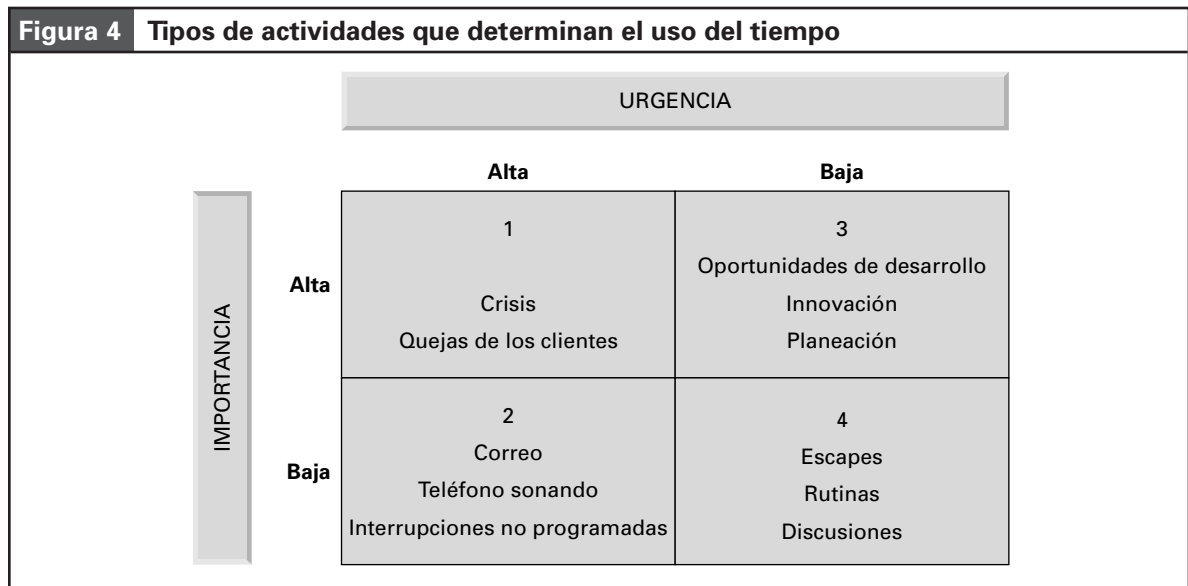 Figura 4 Tipos de actividades que determinan el uso del tiempo
URGENCIA
Alta Baja
IMPORTANCIA
Alta
1
Crisis
Quejas de los clientes
3
Oportunidades de desarrollo
Innovación
Planeación
Baja
2
Correo
Teléfono sonando
Interrupciones no programadas
4
Escapes
Rutinas
Discusiones